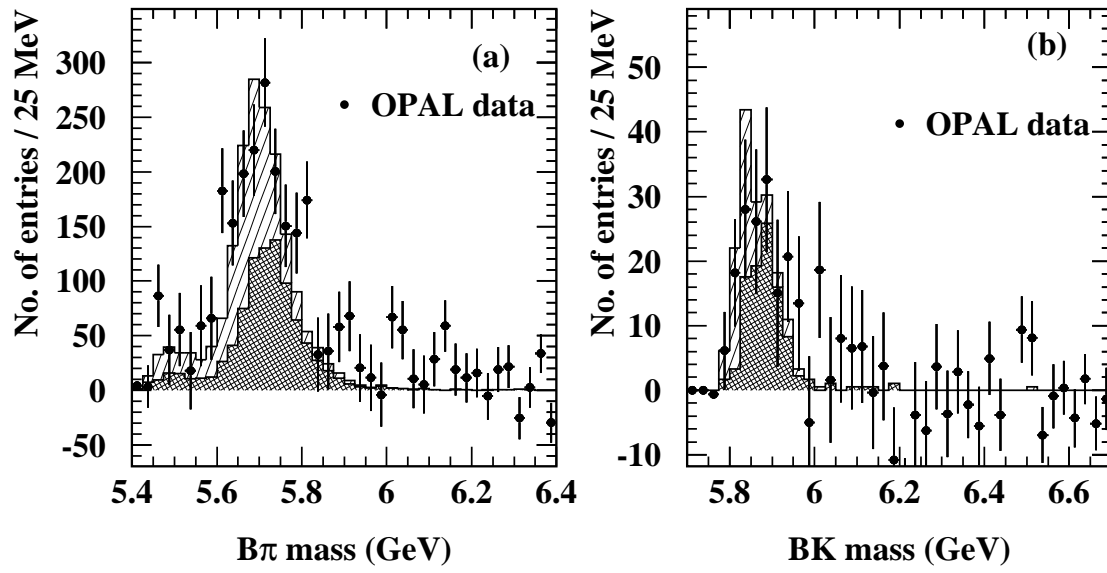 No. of entries / 25 MeV
300
250
200
150
100
50
0
-50
(a)
OPAL data
5.4 5.6 5.8 6 6.2 6.4
Bπ mass (GeV)
No. of entries / 25 MeV
50
40
30
20
10
0
-10
(b)
OPAL data
5.8 6 6.2 6.4 6.6
BK mass (GeV)